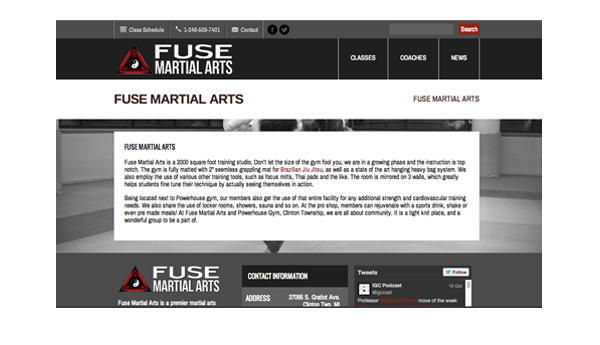 Class Schedule
1-248-508-7401
Contact
Search
FUSE
MARTIAL ARTS
CLASSES
COACHES
NEWS
FUSE MARTIAL ARTS
FUSE MARTIAL ARTS
FUSE MARTIAL ARTS
Fuse Martial Arts is a 2000 square foot training studio. Don't let the size of the gym fool you, we are in a growing phase and the instruction is top
notch. The gym is fully matted with 2" seemless grappling mat for Brazilian Jiu Jitsu, as well as a state of the art hanging heavy bag system. We
also employ the use of various other training tools, such as focus mitts, Thai pads and the like. The room is mirrored on 3 walls, which greatly
helps students fine tune their technique by actually seeing themselves in action.
Being located next to Powerhouse gym, our members also get the use of that entire facility for any additional strength and cardiovascular training
needs. We also share the use of locker rooms, showers, sauna and so on. At the pro shop, members can rejuvenate with a sports drink, shake or
even pre made meals! At Fuse Martial Arts and Powerhouse Gym, Clinton Township, we are all about community. It is a tight knit place, and a
wonderful group to be a part of.
FUSE
MARTIAL ARTS
Fuse Martial Arts is a premier martial arts
CONTACT INFORMATION
ADDRESS
37095 S. Gratiot Ave.
Clinton Twp. MI
Tweets
Follow
IGC Podcast
16 Oct
Professor
move of the week